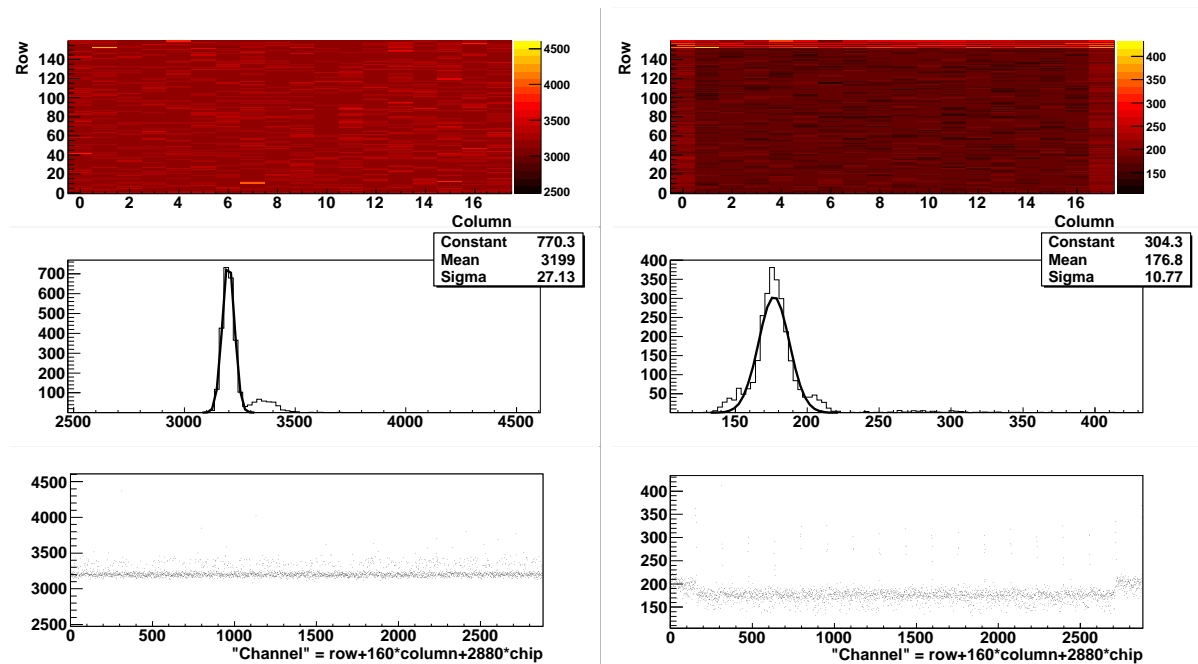 Row
140
120
100
80
60
40
20
0
0 2 4 6 8 10 12 14 16
Column
4500
4000
3500
3000
2500
Row
140
120
100
80
60
40
20
0
0 2 4 6 8 10 12 14 16
Column
400
350
300
250
200
150
Constant 770.3
Mean 3199
Sigma 27.13
700
600
500
400
300
200
100
2500 3000 3500 4000 4500
Constant 304.3
Mean 176.8
Sigma 10.77
400
350
300
250
200
150
100
50
150 200 250 300 350 400
4500
4000
3500
3000
2500
0 500 1000 1500 2000 2500
"Channel" = row+160*column+2880*chip
400
350
300
250
200
150
0 500 1000 1500 2000 2500
"Channel" = row+160*column+2880*chip